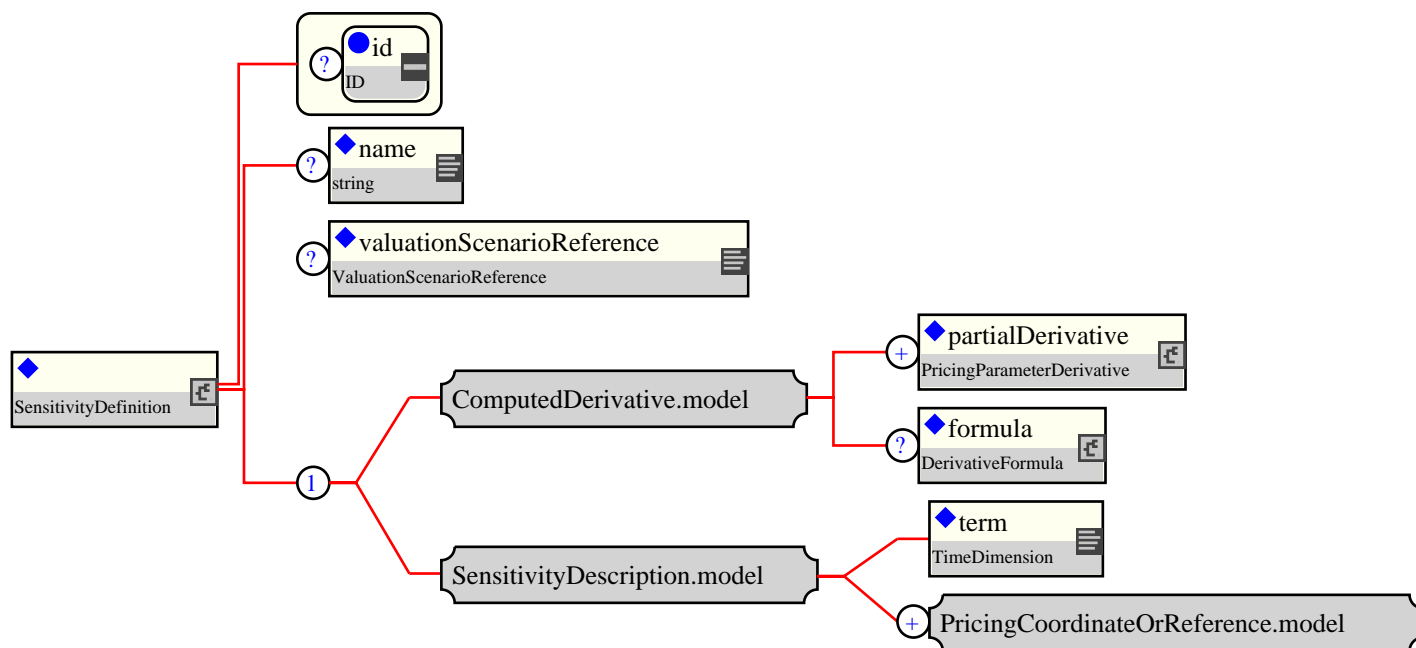 ? id
ID
? name
string
? valuationScenarioReference
ValuationScenarioReference
SensitivityDefinition
1
ComputedDerivative.model
+ partialDerivative
PricingParameterDerivative
? formula
DerivativeFormula
SensitivityDescription.model
term
TimeDimension
+ PricingCoordinateOrReference.model